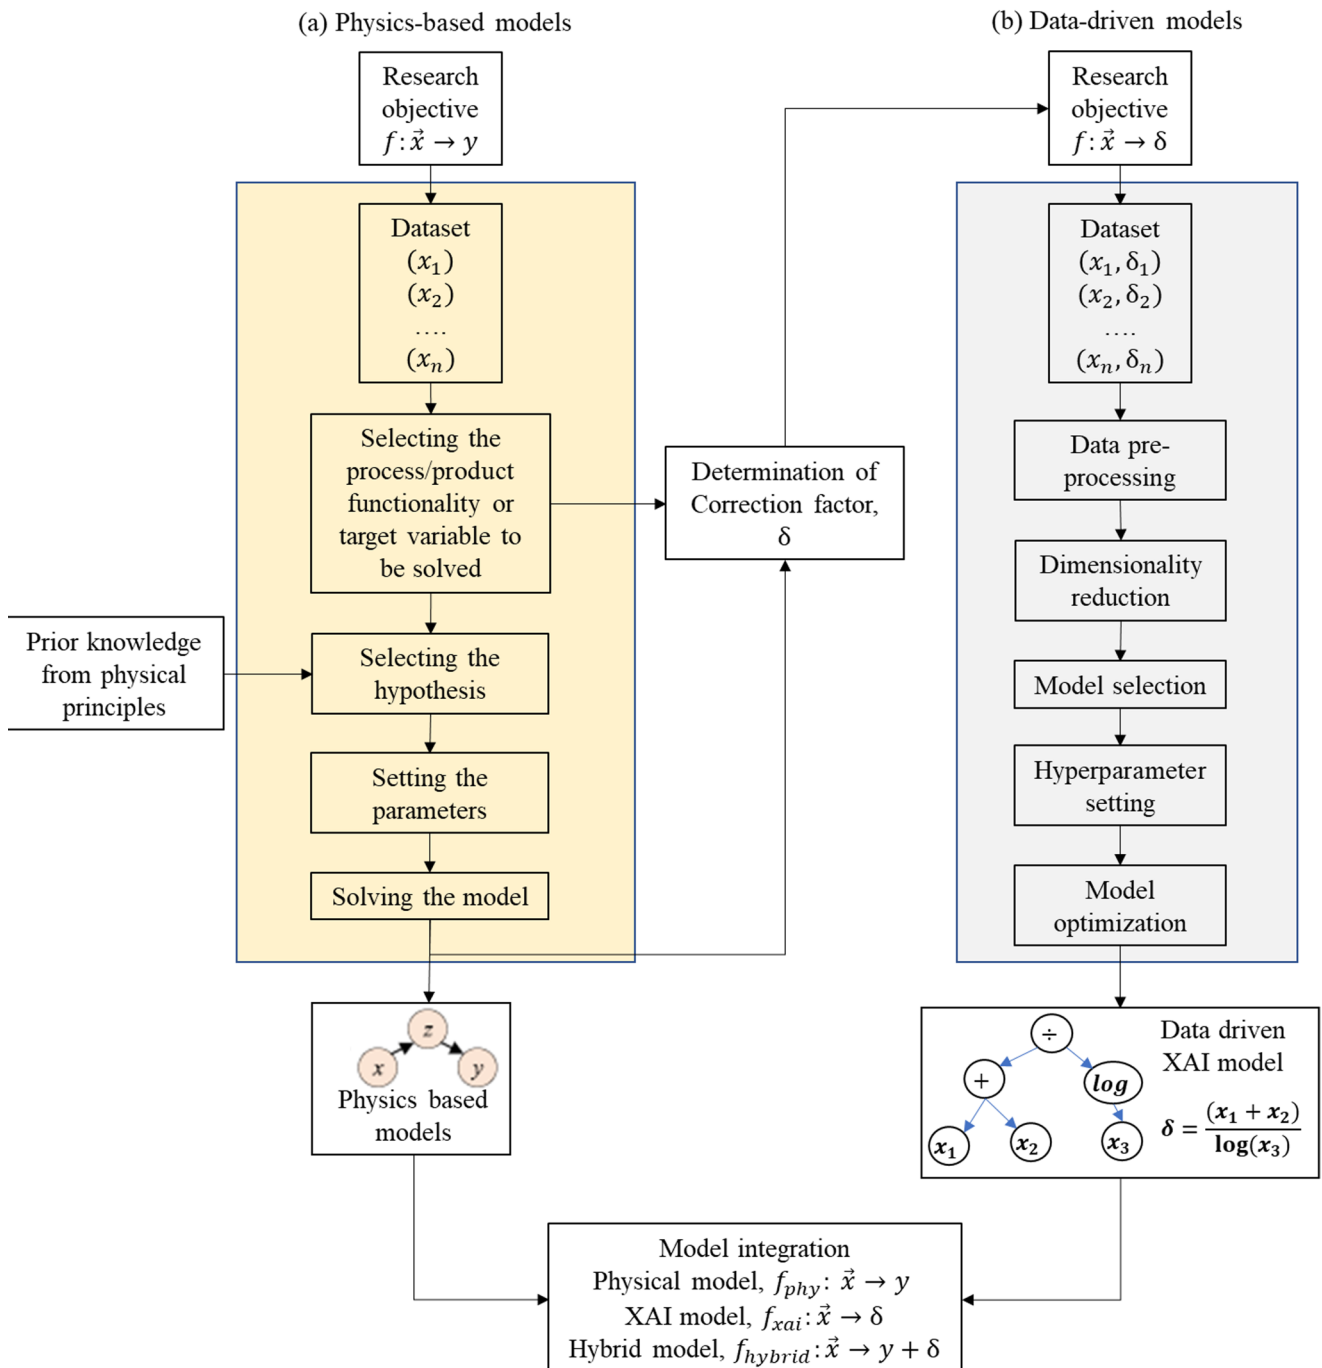 (a) Physics-based models
Research
objective
f: x⃗ → y
Dataset
(x₁)
(x₂)
....
(xₙ)
Selecting the
process/product
functionality or
target variable to
be solved
Prior knowledge
from physical
principles
Selecting the
hypothesis
Setting the
parameters
Solving the model
x
z
y
Physics based
models
Determination of
Correction factor,
δ
(b) Data-driven models
Research
objective
f: x⃗ → δ
Dataset
(x₁, δ₁)
(x₂, δ₂)
....
(xₙ, δₙ)
Data pre-
processing
Dimensionality
reduction
Model selection
Hyperparameter
setting
Model
optimization
÷
+
log
x₁
x₂
x₃
Data driven
XAI model
δ = (x₁ + x₂) / log(x₃)
Model integration
Physical model, f_phy: x⃗ → y
XAI model, f_xai: x⃗ → δ
Hybrid model, f_hybrid: x⃗ → y + δ